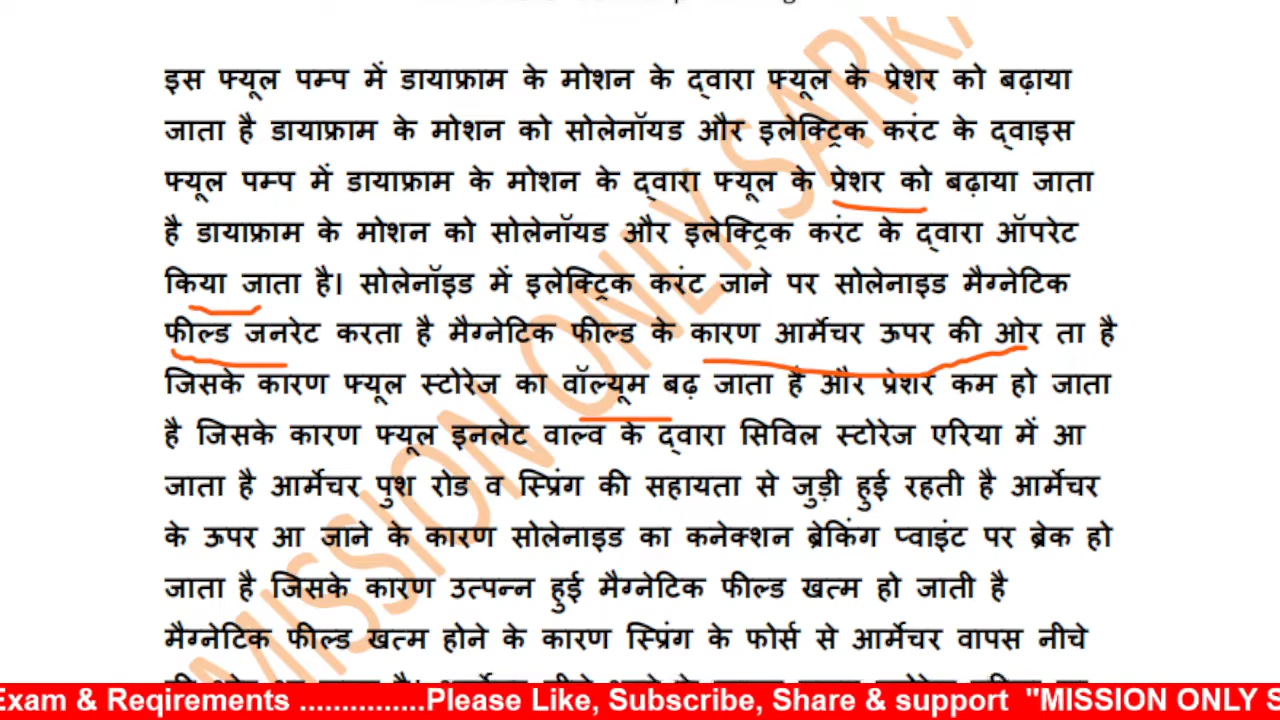 इस फ्यूल पम्प में डायाफ्राम के मोशन के द्वारा फ्यूल के प्रेशर को बढ़ाया
जाता है डायाफ्राम के मोशन को सोलेनॉयड और इलेक्ट्रिक करंट के द्वाइस
फ्यूल पम्प में डायाफ्राम के मोशन के द्वारा फ्यूल के प्रेशर को बढ़ाया जाता
है डायाफ्राम के मोशन को सोलेनॉयड और इलेक्ट्रिक करंट के द्वारा ऑपरेट
किया जाता है। सोलेनॉइड में इलेक्ट्रिक करंट जाने पर सोलेनाइड मैग्नेटिक
फील्ड जनरेट करता है मैग्नेटिक फील्ड के कारण आर्मेचर ऊपर की ओर ता है
जिसके कारण फ्यूल स्टोरेज का वॉल्यूम बढ़ जाता है और प्रेशर कम हो जाता
है जिसके कारण फ्यूल इनलेट वाल्व के द्वारा सिविल स्टोरेज एरिया में आ
जाता है आर्मेचर पुश रोड व स्प्रिंग की सहायता से जुड़ी हुई रहती है आर्मेचर
के ऊपर आ जाने के कारण सोलेनाइड का कनेक्शन ब्रेकिंग प्वाइंट पर ब्रेक हो
जाता है जिसके कारण उत्पन्न हुई मैग्नेटिक फील्ड खत्म हो जाती है
मैग्नेटिक फील्ड खत्म होने के कारण स्प्रिंग के फोर्स से आर्मेचर वापस नीचे
MISSION ONLY SARKA
Exam & Reqirements ...............Please Like, Subscribe, Share & support "MISSION ONLY S